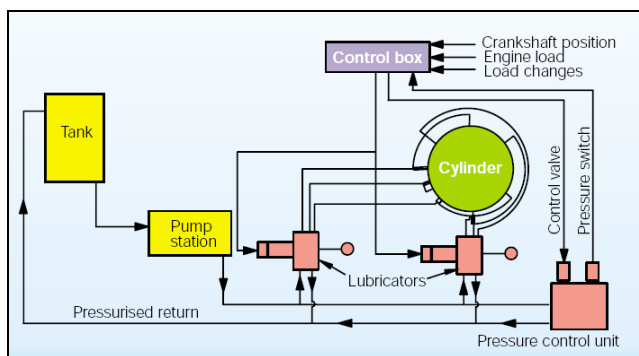 Crankshaft position
Control box
Engine load
Load changes
Tank
Cylinder
Control valve
Pressure switch
Pump
station
Lubricators
Pressurised return
Pressure control unit